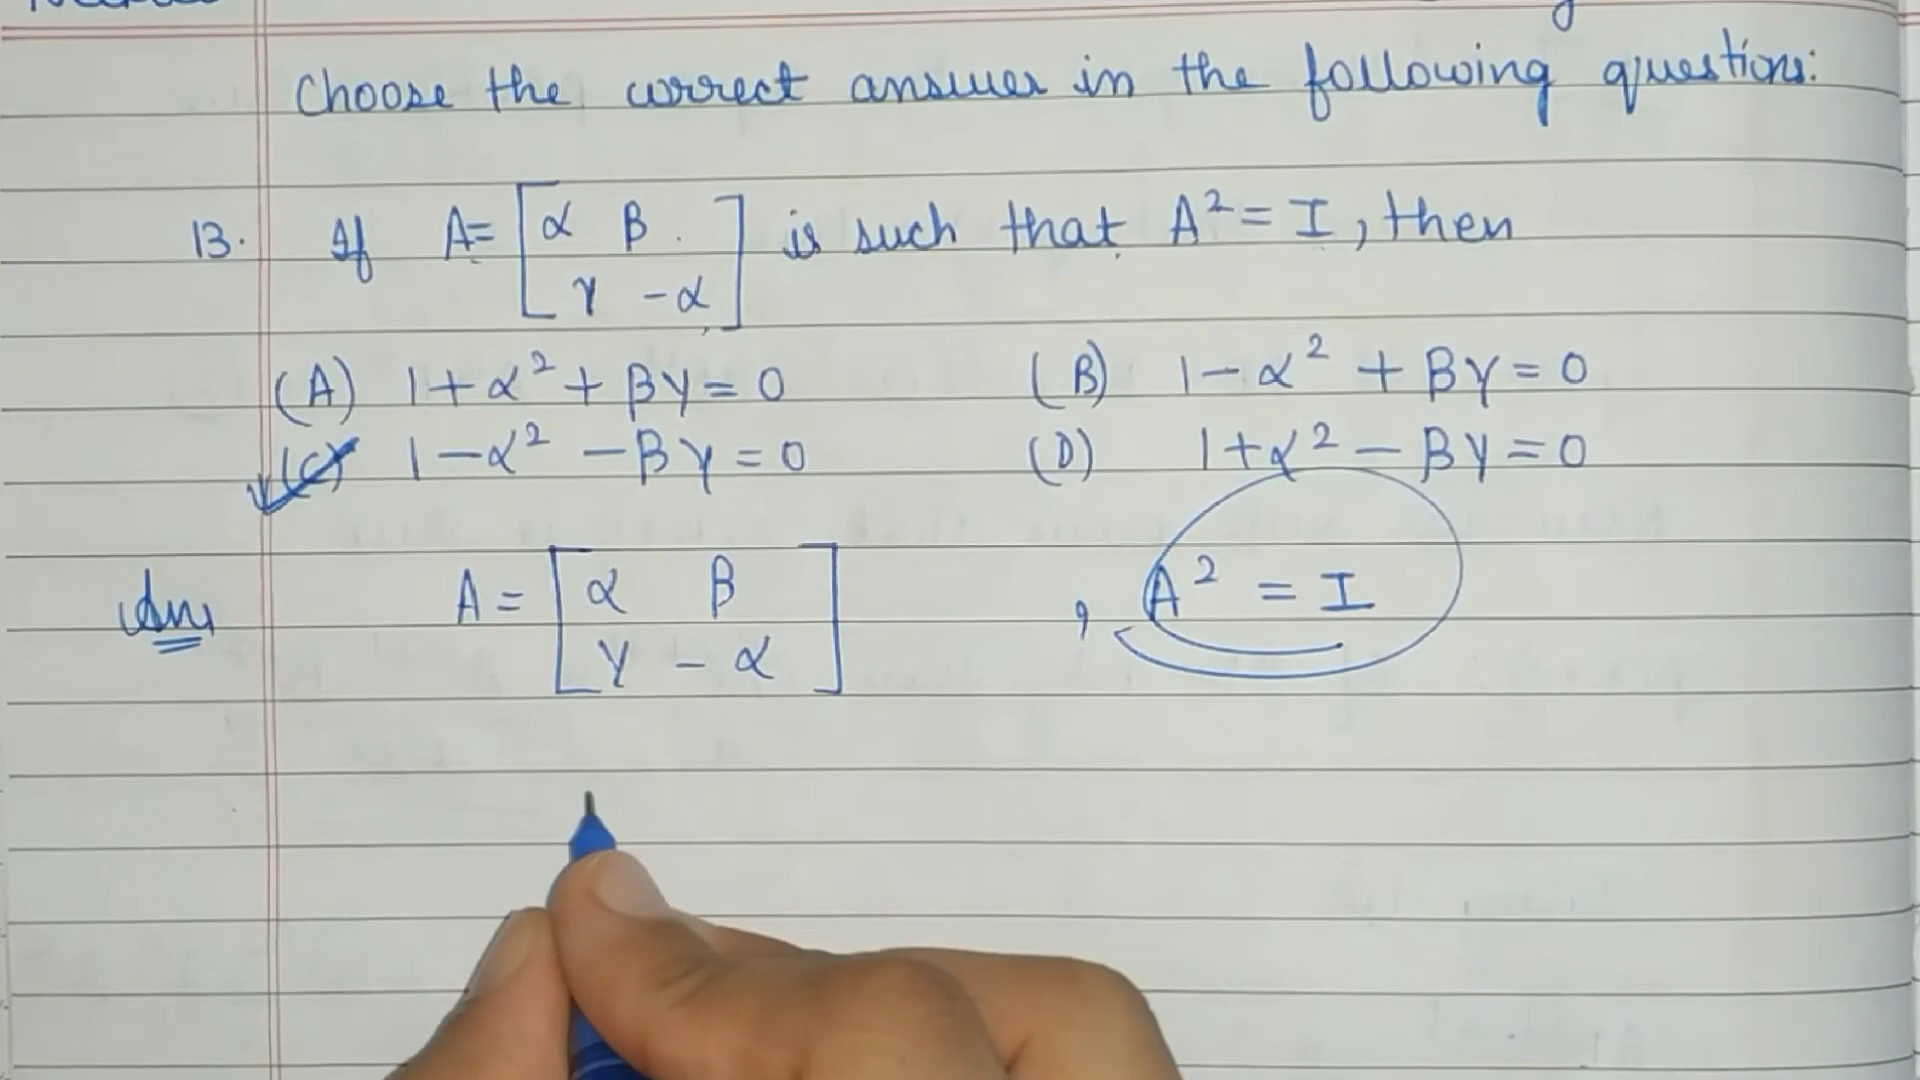 Choose the correct answer in the following questions:
13. If A= [α β
γ -α] is such that A² = I, then
(A) 1+α²+βγ=0 (B) 1-α²+βγ=0
(C) 1-α²-βγ=0 (D) 1+α²-βγ=0
Ans A= [α β
γ -α] , A² = I